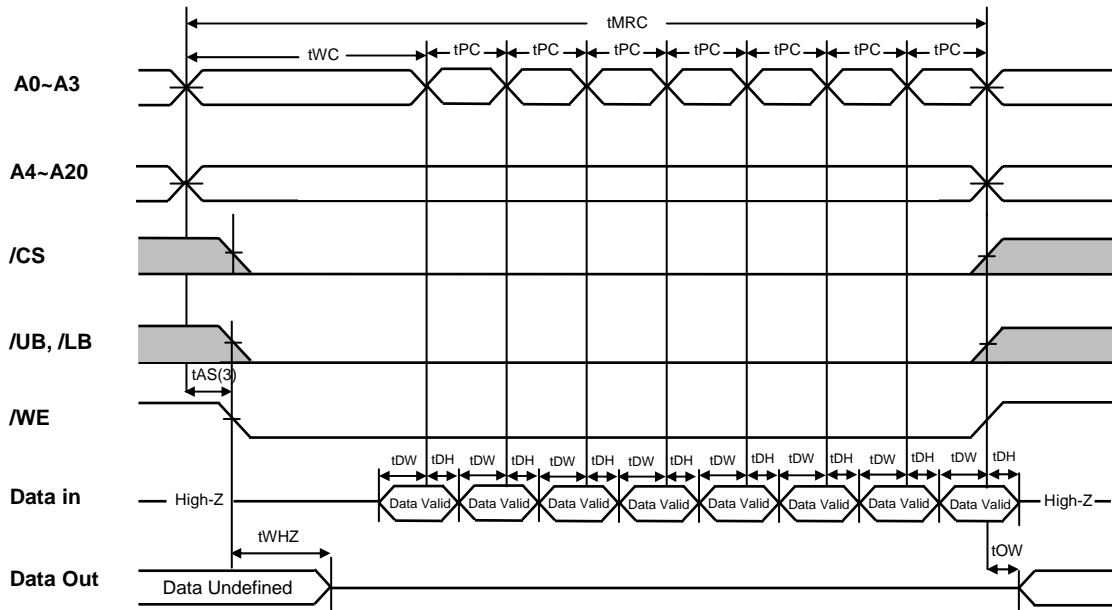 tMRC
tWC tPC tPC tPC tPC tPC tPC tPC
A0~A3
A4~A20
/CS
/UB, /LB
tAS(3)
/WE
tDW tDH tDW tDH tDW tDH tDW tDH tDW tDH tDW tDH tDW tDH tDW tDH
Data in High-Z Data Valid Data Valid Data Valid Data Valid Data Valid Data Valid Data Valid Data Valid High-Z
tWHZ tOW
Data Out Data Undefined